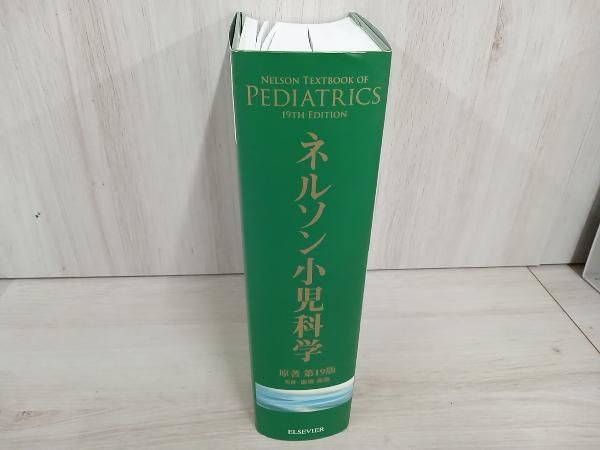 NELSON TEXTBOOK OF
PEDIATRICS
19TH EDITION
ネルソン小児科学
原著 第19版
ELSEVIER